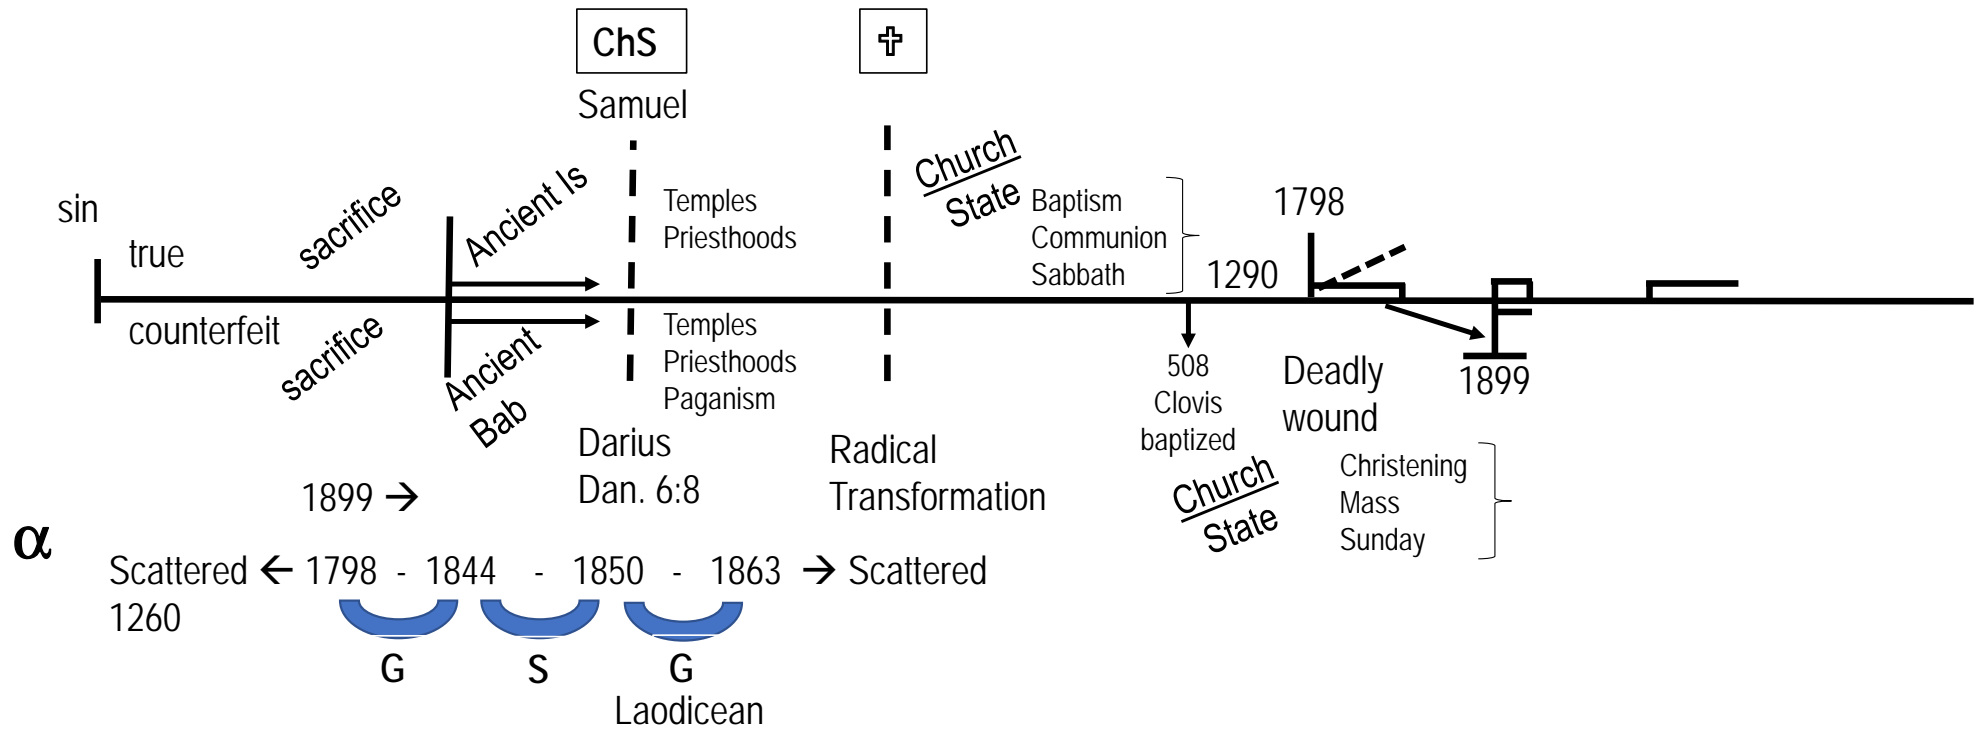 ChS
Samuel
✞
sin
true
sacrifice
Ancient Is
Temples
Priesthoods
Church
State
Baptism
Communion
Sabbath
1290
1798
counterfeit
sacrifice
Ancient
Bab
Temples
Priesthoods
Paganism
508
Clovis
baptized
Deadly
wound
1899
Darius
Dan. 6:8
Radical
Transformation
Church
State
Christening
Mass
Sunday
1899 →
α
Scattered ← 1798 - 1844 - 1850 - 1863 → Scattered
1260
G S G
Laodicean